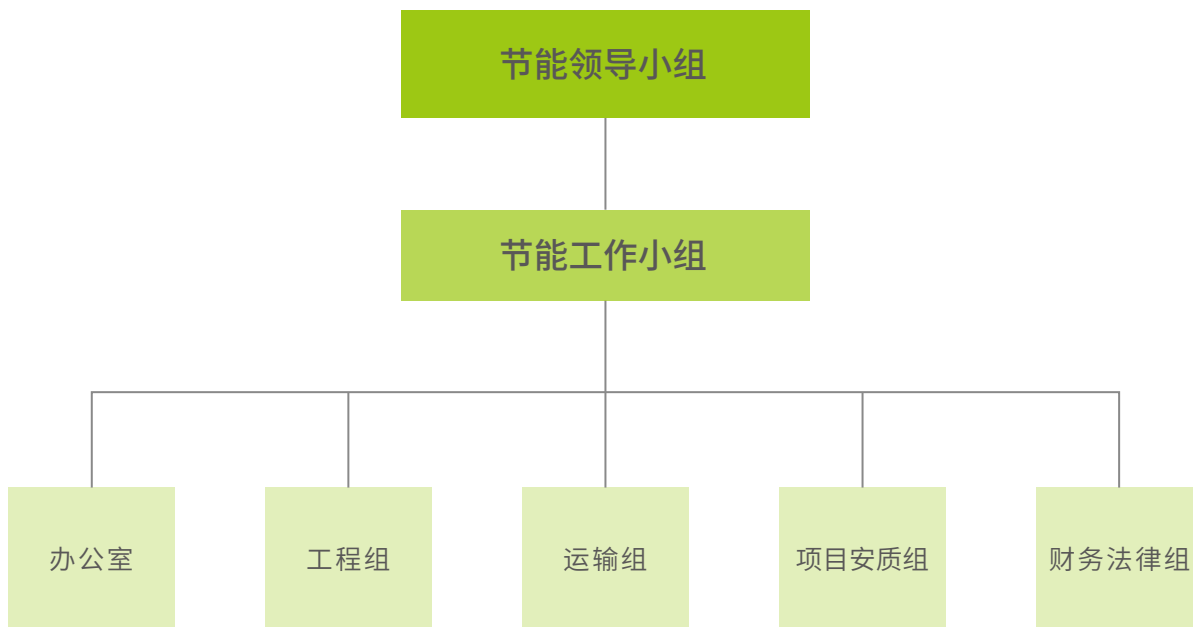 节能领导小组
节能工作小组
办公室
工程组
运输组
项目安质组
财务法律组